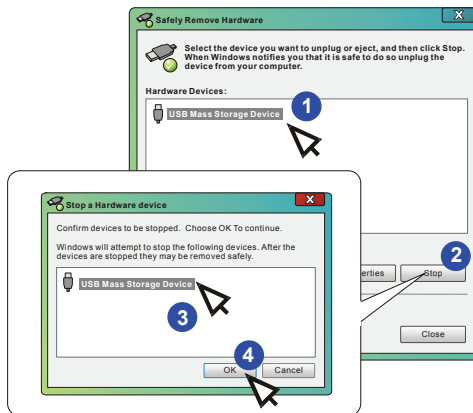 Safely Remove Hardware
X
Select the device you want to unplug or eject, and then click Stop.
When Windows notifies you that it is safe to do so unplug the
device from your computer.
Hardware Devices:
1
USB Mass Storage Device
2
erties
Stop
Close
Stop a Hardware device
X
Confirm devices to be stopped. Choose OK To continue.
Windows will attempt to stop the following devices. After the
devices are stopped they may be removed safely.
USB Mass Storage Device
3
4
OK
Cancel